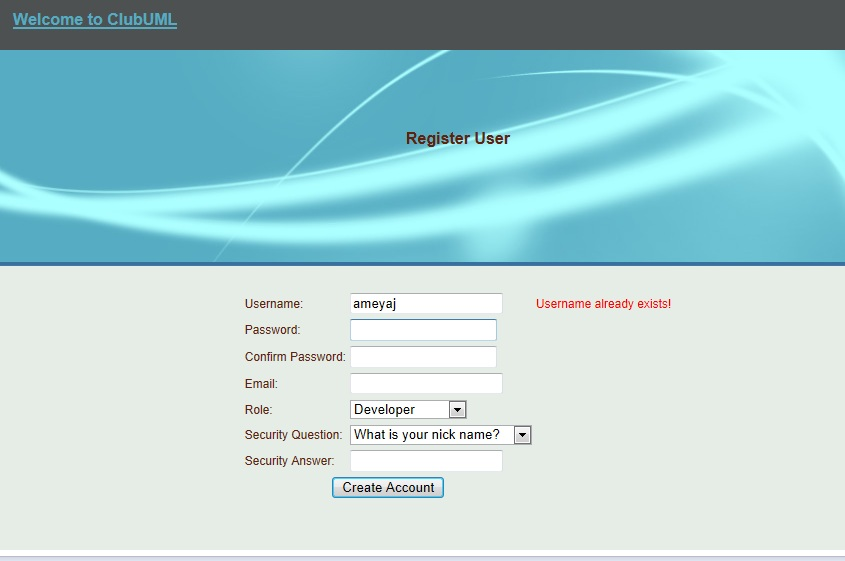 Welcome to ClubUML
Register User
Username: ameyaj Username already exists!
Password:
Confirm Password:
Email:
Role: Developer
Security Question: What is your nick name?
Security Answer:
Create Account